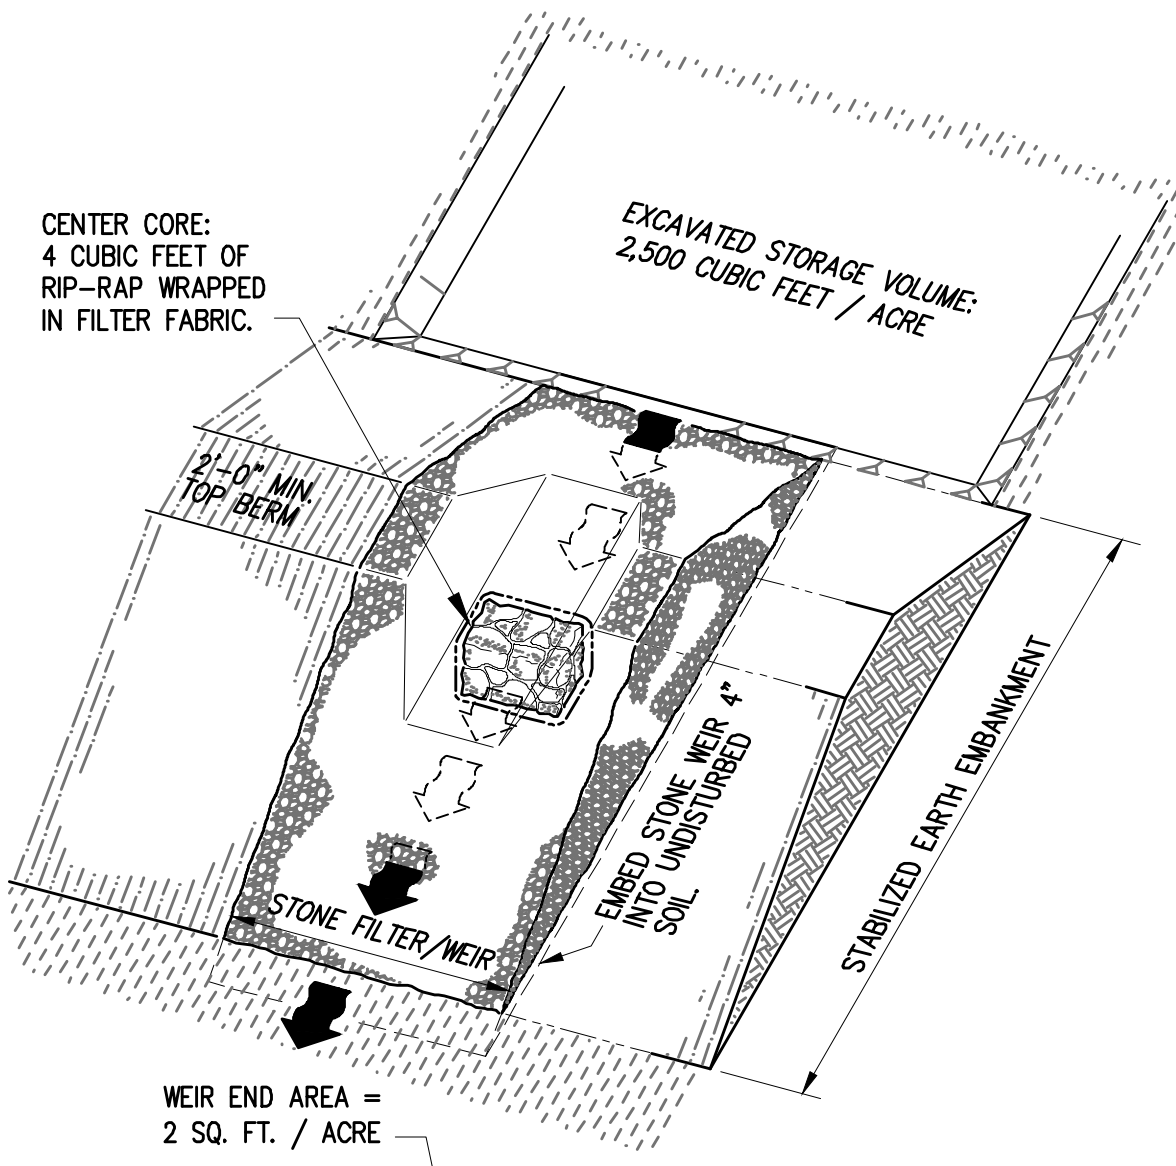 CENTER CORE:
4 CUBIC FEET OF
RIP-RAP WRAPPED
IN FILTER FABRIC.
EXCAVATED STORAGE VOLUME:
2,500 CUBIC FEET / ACRE
2'-0" MIN.
TOP BERM
EMBED STONE WEIR 4"
INTO UNDISTURBED
SOIL.
STABILIZED EARTH EMBANKMENT
STONE FILTER/WEIR
WEIR END AREA =
2 SQ. FT. / ACRE